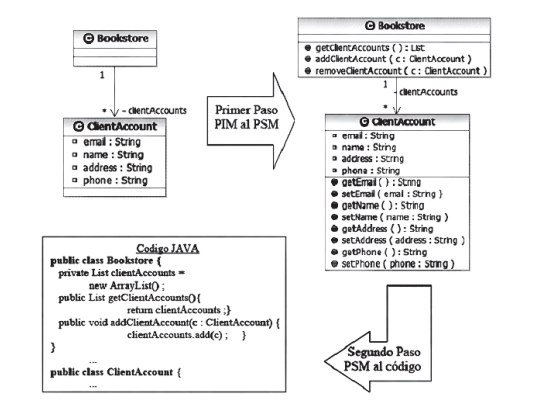 Bookstore
1
* - clientAccounts
ClientAccount
email : String
name : String
address : String
phone : String
Primer Paso
PIM al PSM
Bookstore
getClientAccounts ( ) : List
addClientAccount ( c : ClientAccount )
removeClientAccount ( c : ClientAccount )
1
- clientAccounts
*
ClientAccount
email : String
name : String
address : String
phone : String
getEmail ( ) : String
setEmail ( email : String )
getName ( ) : String
setName ( name : String )
getAddress ( ) : String
setAddress ( address : String )
getPhone ( ) : String
setPhone ( phone : String )
Codigo JAVA
public class Bookstore {
private List clientAccounts =
new ArrayList() ;
public List getClientAccounts(){
return clientAccounts ;}
public void addClientAccount(c : ClientAccount) {
clientAccounts.add(c) ; }
}
...
public class ClientAccount {
...
Segundo Paso
PSM al código